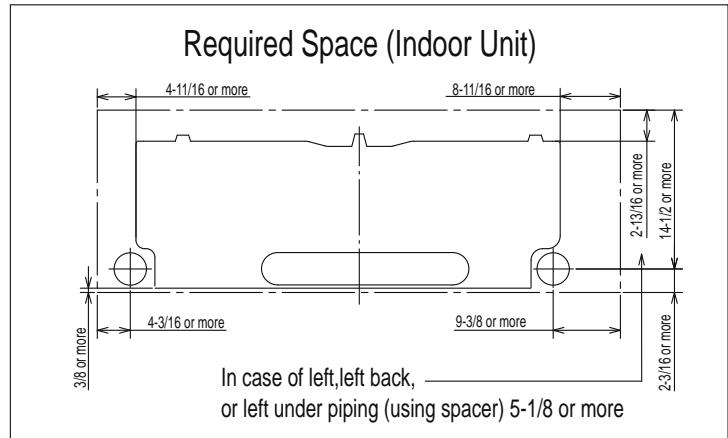 Required Space (Indoor Unit)
4-11/16 or more
8-11/16 or more
2-13/16 or more
14-1/2 or more
4-3/16 or more
9-3/8 or more
3/8 or more
2-3/16 or more
In case of left,left back,
or left under piping (using spacer) 5-1/8 or more